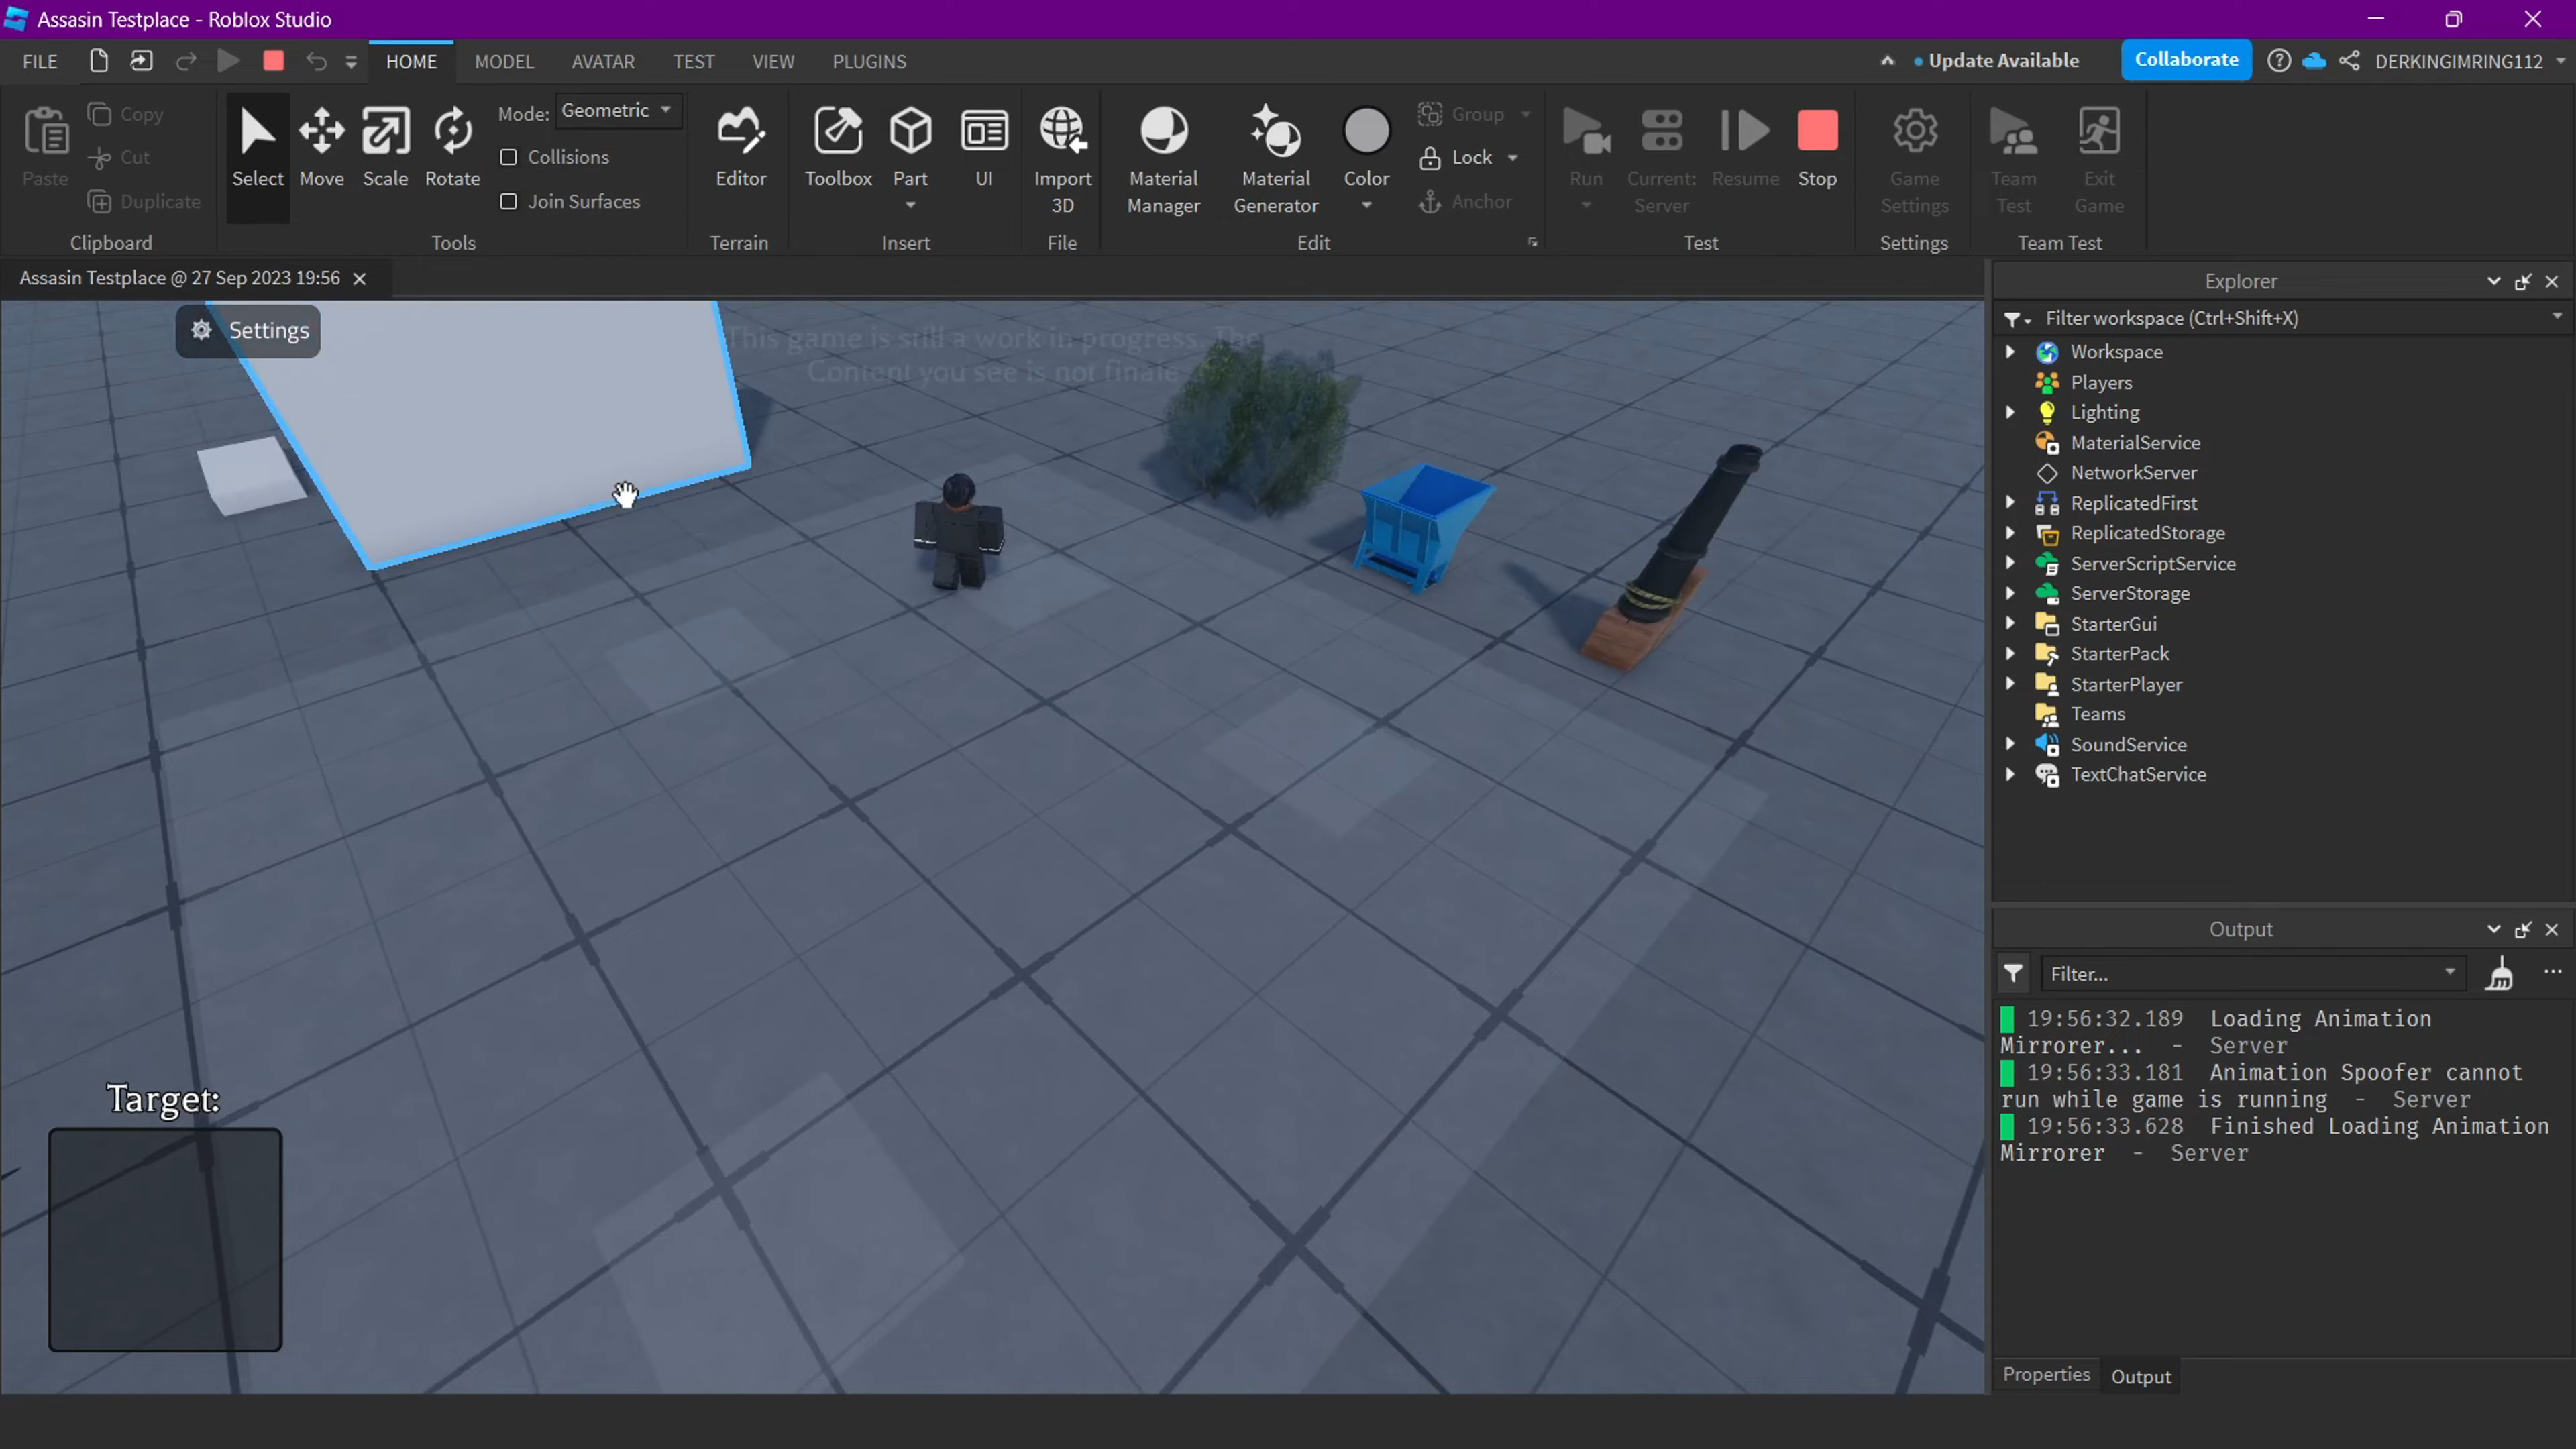 Assasin Testplace - Roblox Studio
FILE
HOME
MODEL
AVATAR
TEST
VIEW
PLUGINS
Update Available
Collaborate
DERKINGIMRING112
Paste
Copy
Cut
Duplicate
Clipboard
Select
Move
Scale
Rotate
Mode: Geometric
Collisions
Join Surfaces
Tools
Editor
Terrain
Toolbox
Part
UI
Insert
Import
3D
File
Material
Manager
Material
Generator
Color
Group
Lock
Anchor
Edit
Run
Current:
Server
Resume
Stop
Test
Game
Settings
Settings
Team
Test
Exit
Game
Team Test
Assasin Testplace @ 27 Sep 2023 19:56
Settings
This game is still a work in progress. The
Content you see is not finale
Target:
Explorer
Filter workspace (Ctrl+Shift+X)
Workspace
Players
Lighting
MaterialService
NetworkServer
ReplicatedFirst
ReplicatedStorage
ServerScriptService
ServerStorage
StarterGui
StarterPack
StarterPlayer
Teams
SoundService
TextChatService
Output
Filter...
19:56:32.189 Loading Animation
Mirrorer... - Server
19:56:33.181 Animation Spoofer cannot
run while game is running - Server
19:56:33.628 Finished Loading Animation
Mirrorer - Server
Properties
Output